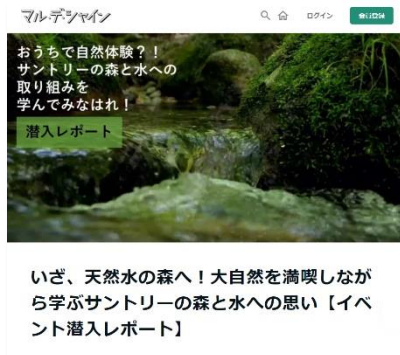 マル・デ・シャイン
ログイン
会員登録
おうちで自然体験？！
サントリーの森と水への
取り組みを
学んでみなはれ！
潜入レポート
いざ、天然水の森へ！大自然を満喫しなが
ら学ぶサントリーの森と水への思い【イベ
ント潜入レポート】